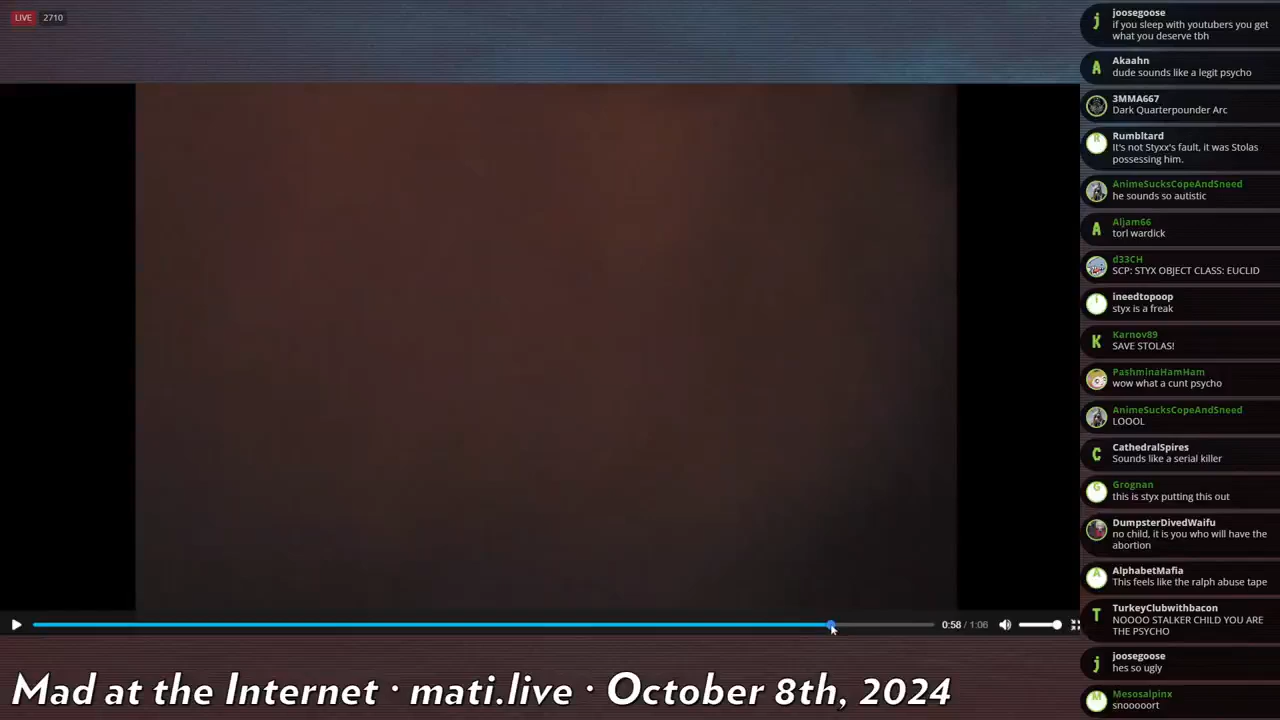 LIVE 2710
joosegoose
if you sleep with youtubers you get
what you deserve tbh
Akaahn
dude sounds like a legit psycho
3MMA667
Dark Quarterpounder Arc
Rumbltard
It's not Styxx's fault, it was Stolas
possessing him.
AnimeSucksCopeAndSneed
he sounds so autistic
Aljam66
torl wardick
d33CH
SCP: STYX OBJECT CLASS: EUCLID
ineedtopoop
styx is a freak
Karnov89
SAVE STOLAS!
PashminaHamHam
wow what a cunt psycho
AnimeSucksCopeAndSneed
LOOOL
CathedralSpires
Sounds like a serial killer
Grognan
this is styx putting this out
DumpsterDivedWaifu
no child, it is you who will have the
abortion
AlphabetMafia
This feels like the ralph abuse tape
TurkeyClubwithbacon
NOOOO STALKER CHILD YOU ARE
THE PSYCHO
joosegoose
hes so ugly
Mesosalpinx
snooooort
0:58 / 1:06
Mad at the Internet · mati.live · October 8th, 2024